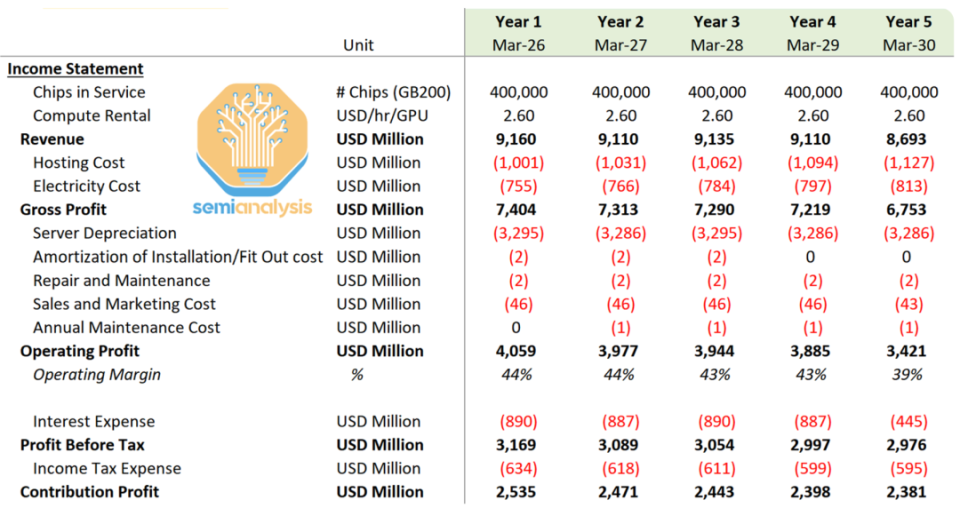 Year 1 Year 2 Year 3 Year 4 Year 5
Unit Mar-26 Mar-27 Mar-28 Mar-29 Mar-30
Income Statement
Chips in Service # Chips (GB200) 400,000 400,000 400,000 400,000 400,000
Compute Rental USD/hr/GPU 2.60 2.60 2.60 2.60 2.60
Revenue USD Million 9,160 9,110 9,135 9,110 8,693
Hosting Cost USD Million (1,001) (1,031) (1,062) (1,094) (1,127)
Electricity Cost USD Million (755) (766) (784) (797) (813)
Gross Profit semianalysis USD Million 7,404 7,313 7,290 7,219 6,753
Server Depreciation USD Million (3,295) (3,286) (3,295) (3,286) (3,286)
Amortization of Installation/Fit Out cost USD Million (2) (2) (2) 0 0
Repair and Maintenance USD Million (2) (2) (2) (2) (2)
Sales and Marketing Cost USD Million (46) (46) (46) (46) (43)
Annual Maintenance Cost USD Million 0 (1) (1) (1) (1)
Operating Profit USD Million 4,059 3,977 3,944 3,885 3,421
Operating Margin % 44% 44% 43% 43% 39%
Interest Expense USD Million (890) (887) (890) (887) (445)
Profit Before Tax USD Million 3,169 3,089 3,054 2,997 2,976
Income Tax Expense USD Million (634) (618) (611) (599) (595)
Contribution Profit USD Million 2,535 2,471 2,443 2,398 2,381